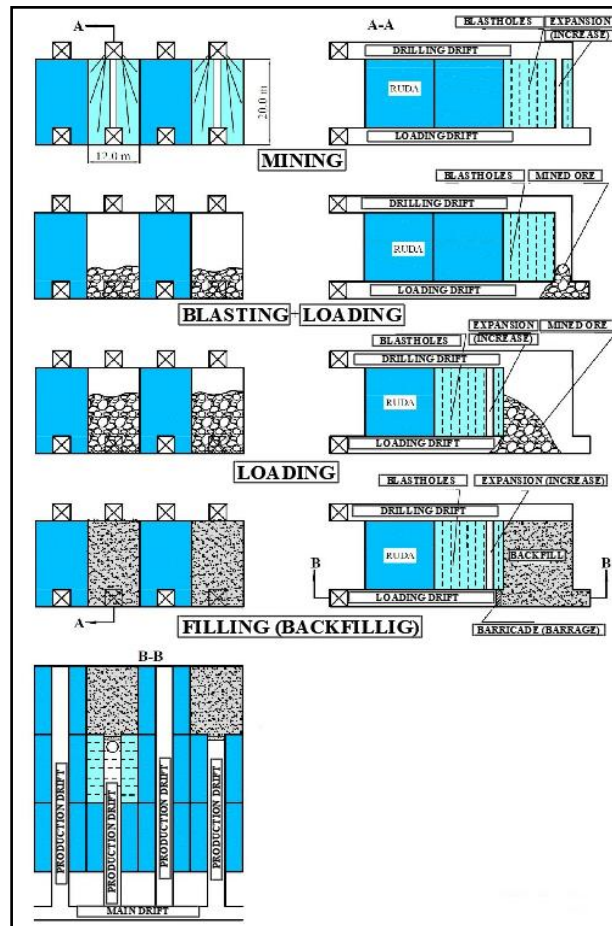 A
A-A
BLASTHOLES
EXPANSION
(INCREASE)
DRILLING DRIFT
RUDA
20.0 m
LOADING DRIFT
12.0 m
MINING
BLASTHOLES
MINED ORE
DRILLING DRIFT
RUDA
LOADING DRIFT
BLASTING+LOADING
EXPANSION
MINED ORE
BLASTHOLES
(INCREASE)
DRILLING DRIFT
RUDA
LOADING DRIFT
LOADING
BLASTHOLES
EXPANSION (INCREASE)
DRILLING DRIFT
B
RUDA
BACKFILL
B
LOADING DRIFT
A
FILLING (BACKFILLIG)
BARRICADE (BARRAGE)
B-B
PRODUCTION DRIFT
PRODUCTION DRIFT
PRODUCTION DRIFT
PRODUCTION DRIFT
MAIN DRIFT